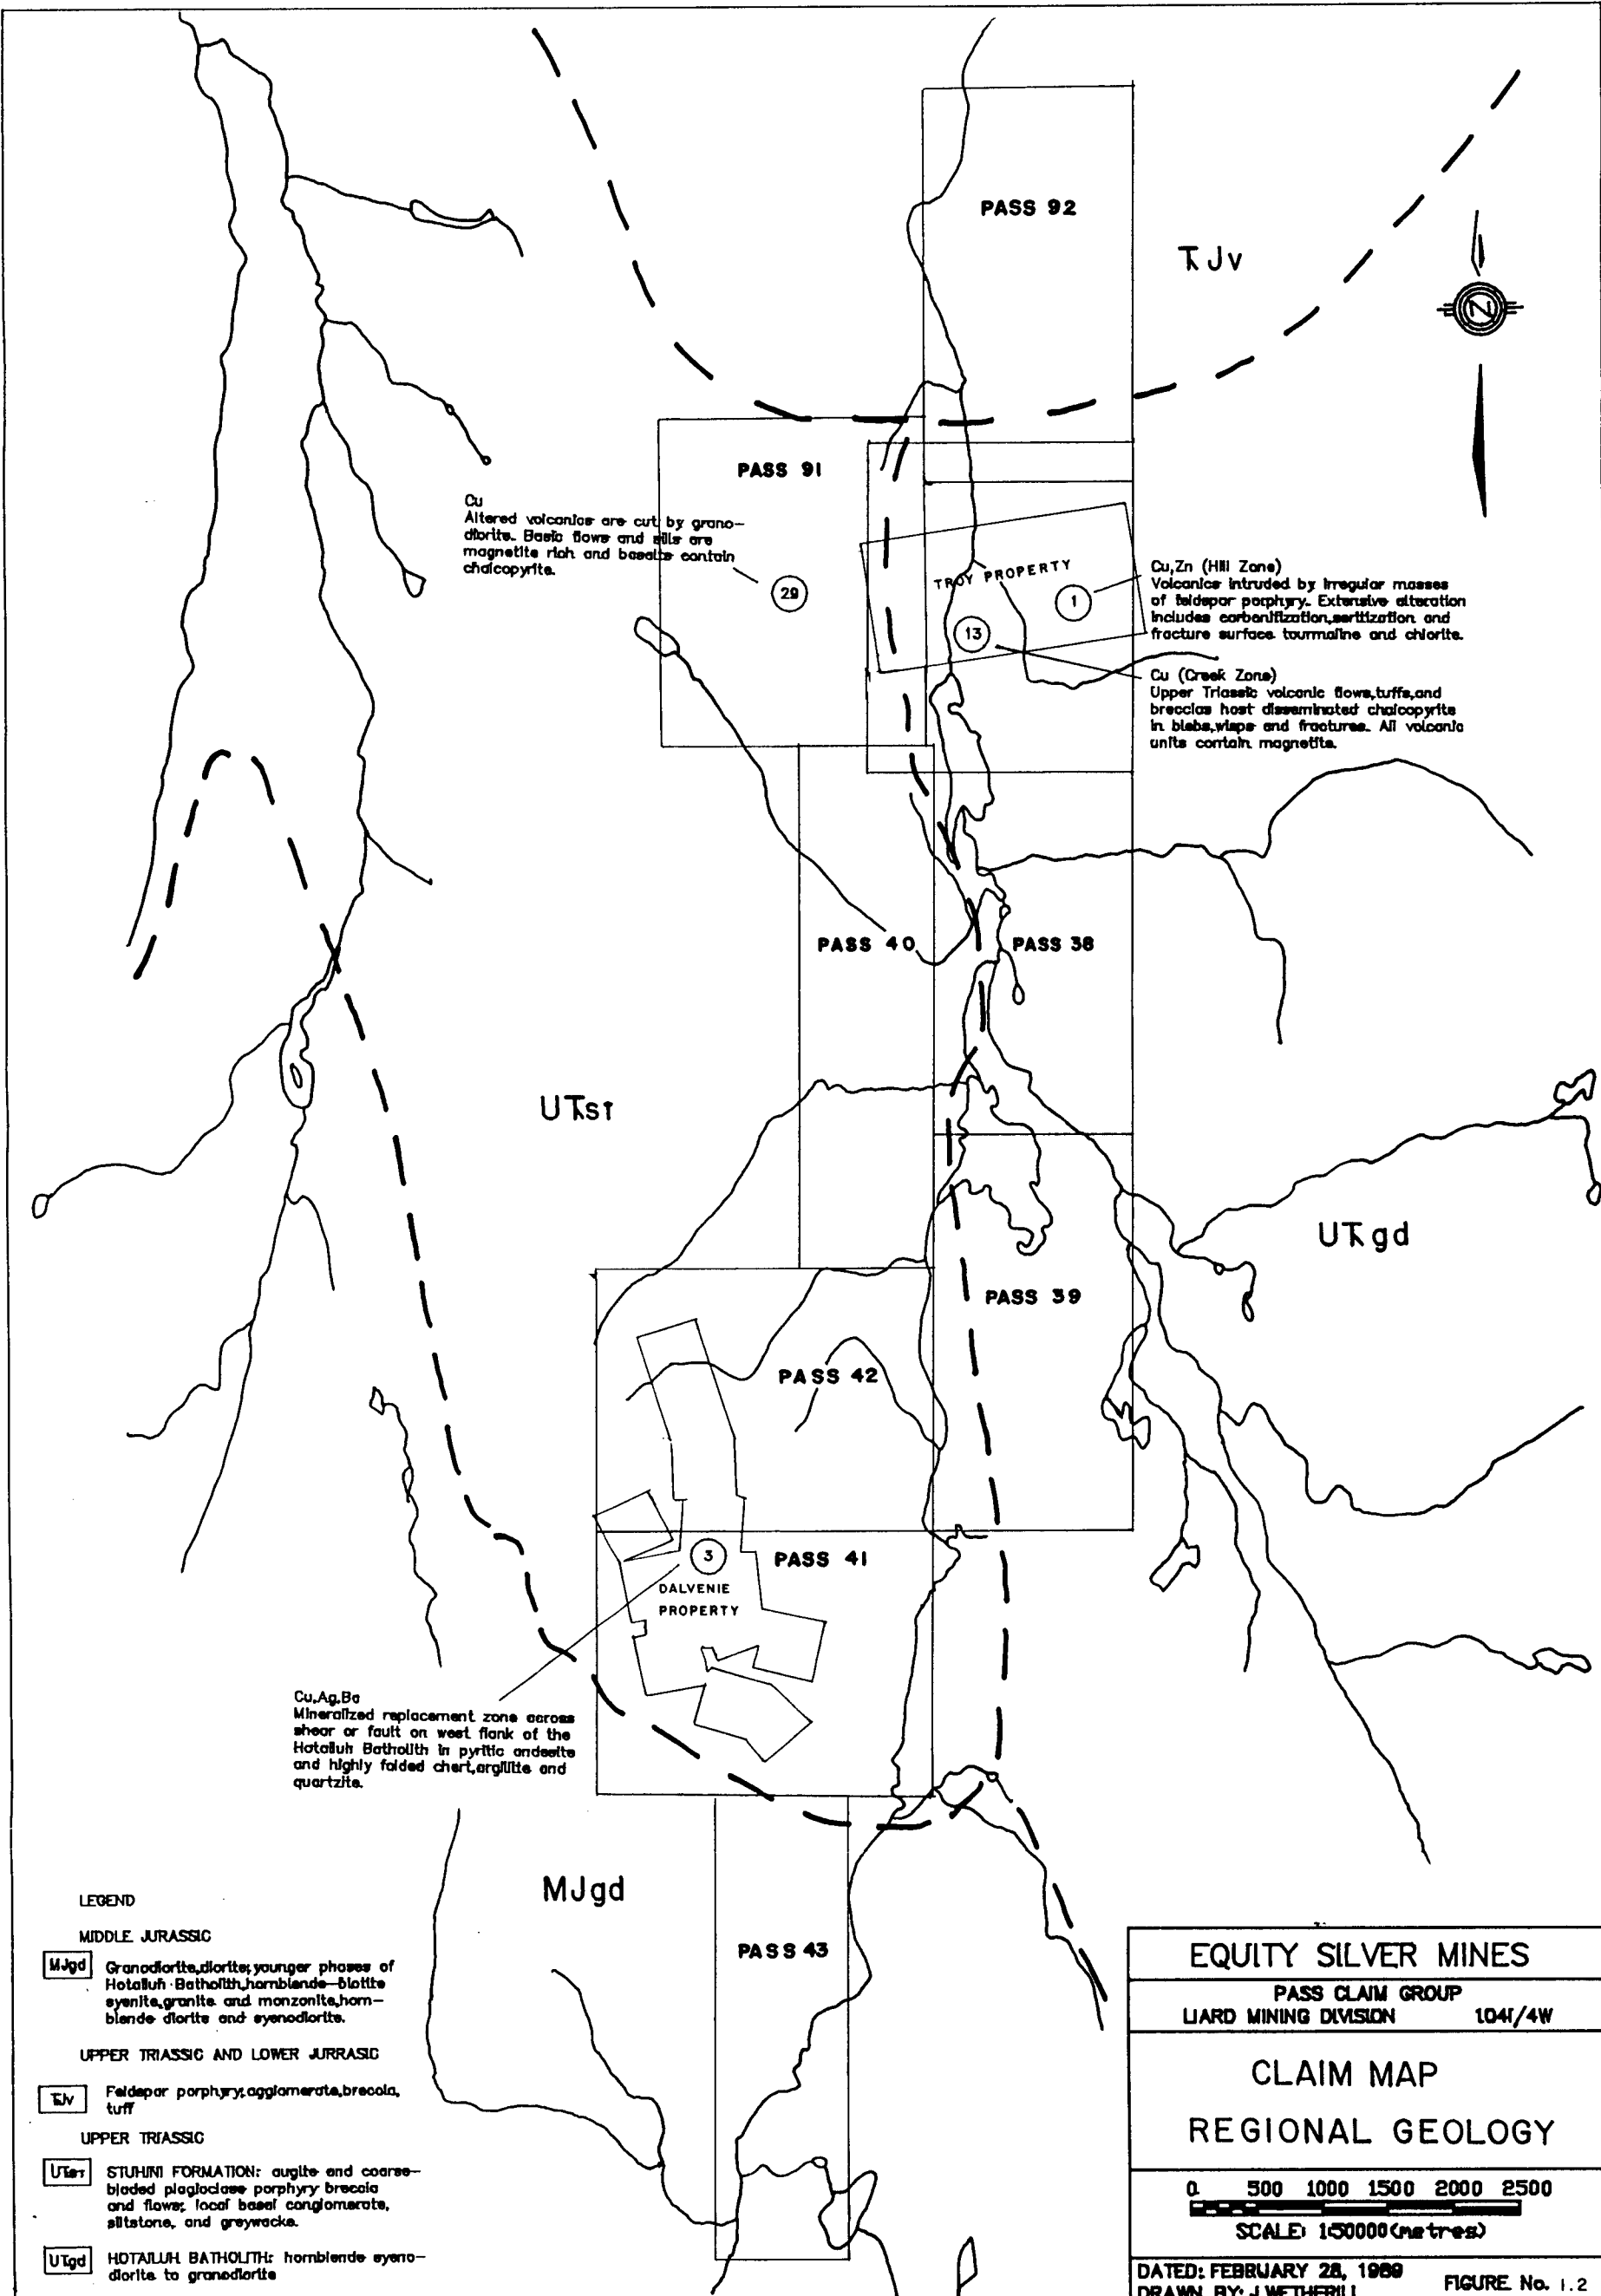 PASS 92
TJv
N
PASS 91
Cu
Altered volcanics are cut by grano-
diorite. Basic flows and sills are
magnetite rich and basalts contain
chalcopyrite.
29
TROY PROPERTY
1
13
Cu,Zn (Hill Zone)
Volcanics intruded by irregular masses
of feldspar porphyry. Extensive alteration
includes carbonitization,seritization and
fracture surface tourmaline and chlorite.
Cu (Creek Zone)
Upper Triassic volcanic flows,tuffs,and
breccias host disseminated chalcopyrite
in blebs,wisps and fractures. All volcanic
units contain magnetite.
PASS 40
PASS 38
UTst
UTgd
PASS 39
PASS 42
3
PASS 41
DALVENIE
PROPERTY
Cu,Ag,Ba
Mineralized replacement zone across
shear or fault on west flank of the
Hotailuh Batholith in pyritic andesite
and highly folded chert,argillite and
quartzite.
MJgd
PASS 43
LEGEND
MIDDLE JURASSIC
MJgd Granodiorite,diorite;younger phases of
Hotailuh Batholith,hornblende-biotite
syenite,granite and monzonite,horn-
blende diorite and syenodiorite.
UPPER TRIASSIC AND LOWER JURRASIC
TJv Feldspar porphyry,agglomerate,breccia,
tuff
UPPER TRIASSIC
UTst STUHINI FORMATION: augite and coarse-
bladed plagioclase porphyry breccia
and flows; local basal conglomerate,
siltstone, and greywacke.
UTgd HOTAILUH BATHOLITH: hornblende syeno-
diorite to granodiorite
EQUITY SILVER MINES
PASS CLAIM GROUP
LIARD MINING DIVISION 104I/4W
CLAIM MAP
REGIONAL GEOLOGY
0 500 1000 1500 2000 2500
SCALE: 1:50000(metres)
DATED: FEBRUARY 28, 1989
DRAWN BY: J.WETHERILL FIGURE No. 1.2